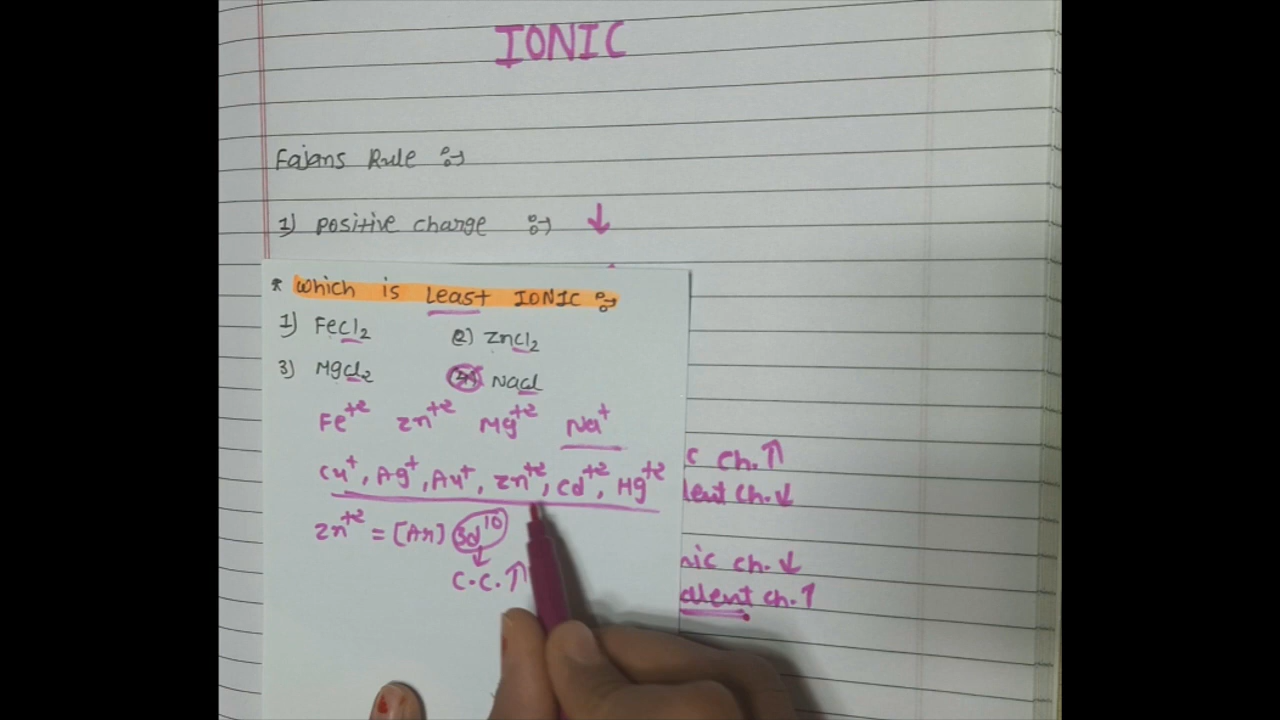 IONIC
Fajans Rule :→
1) positive charge :→ ↓
* Which is Least IONIC :→
1) FeCl2 2) ZnCl2
3) MgCl2 NaCl
Fe+2 Zn+2 Mg+2 Na+
Cu+, Ag+, Au+, Zn+2, Cd+2, Hg+2
Zn+2 = [Ar] 3d10
C.C.↑
c Ch.↑
lent Ch.↓
nic ch.↓
alent ch.↑